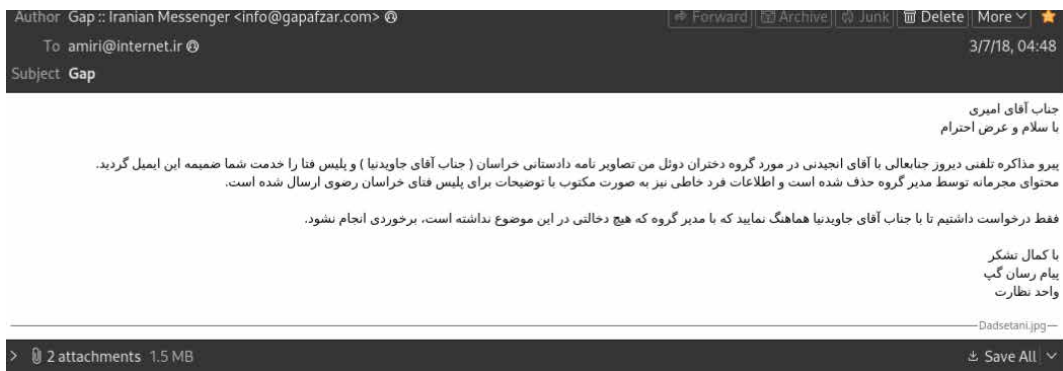 Author Gap :: Iranian Messenger <info@gapafzar.com>
Forward Archive Junk Delete More
To amiri@internet.ir
3/7/18, 04:48
Subject Gap
جناب آقای امیری
با سلام و عرض احترام
پیرو مذاکره تلفنی دیروز جنابعالی با آقای انجیدنی در مورد گروه دختران دوئل من تصاویر نامه دادستانی خراسان ( جناب آقای جاویدنیا ) و پلیس فتا را خدمت شما ضمیمه این ایمیل گردید.
محتوای مجرمانه توسط مدیر گروه حذف شده است و اطلاعات فرد خاطی نیز به صورت مکتوب با توضیحات برای پلیس فتای خراسان رضوی ارسال شده است.
فقط درخواست داشتیم تا با جناب آقای جاویدنیا هماهنگ نمایید که با مدیر گروه که هیچ دخالتی در این موضوع نداشته است، برخوردی انجام نشود.
با کمال تشکر
پیام رسان گپ
واحد نظارت
Dadsetani.jpg
2 attachments 1.5 MB
Save All